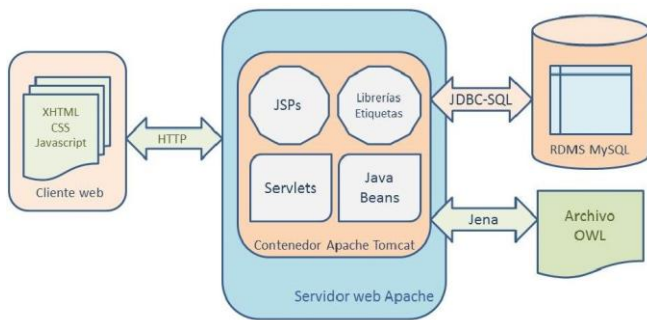 XHTML
CSS
Javascript
Cliente web
HTTP
JSPs
Librerías
Etiquetas
Servlets
Java
Beans
Contenedor Apache Tomcat
Servidor web Apache
JDBC-SQL
RDMS MySQL
Jena
Archivo
OWL